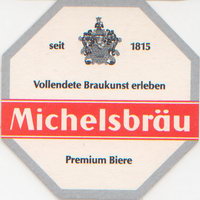 seit 1815
Vollendete Braukunst erleben
Michelsbräu
Premium Biere